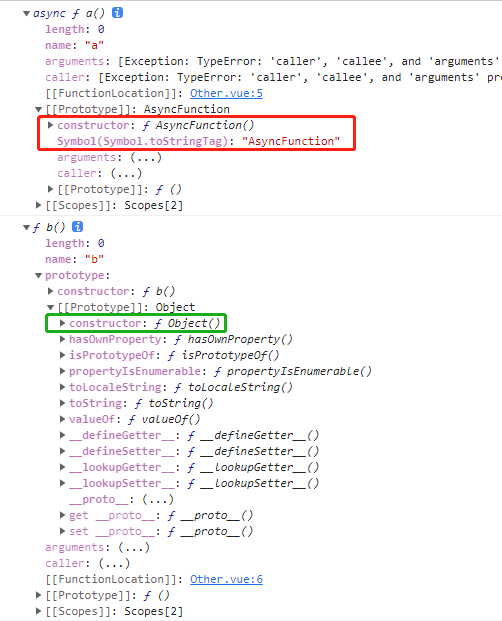 async ƒ a() i
length: 0
name: "a"
arguments: [Exception: TypeError: 'caller', 'callee', and 'arguments'
caller: [Exception: TypeError: 'caller', 'callee', and 'arguments' pro
[[FunctionLocation]]: Other.vue:5
[[Prototype]]: AsyncFunction
constructor: ƒ AsyncFunction()
Symbol(Symbol.toStringTag): "AsyncFunction"
arguments: (...)
caller: (...)
[[Prototype]]: ƒ ()
[[Scopes]]: Scopes[2]
ƒ b() i
length: 0
name: "b"
prototype:
constructor: ƒ b()
[[Prototype]]: Object
constructor: ƒ Object()
hasOwnProperty: ƒ hasOwnProperty()
isPrototypeOf: ƒ isPrototypeOf()
propertyIsEnumerable: ƒ propertyIsEnumerable()
toLocaleString: ƒ toLocaleString()
toString: ƒ toString()
valueOf: ƒ valueOf()
__defineGetter__: ƒ __defineGetter__()
__defineSetter__: ƒ __defineSetter__()
__lookupGetter__: ƒ __lookupGetter__()
__lookupSetter__: ƒ __lookupSetter__()
__proto__: (...)
get __proto__: ƒ __proto__()
set __proto__: ƒ __proto__()
arguments: (...)
caller: (...)
[[FunctionLocation]]: Other.vue:6
[[Prototype]]: ƒ ()
[[Scopes]]: Scopes[2]